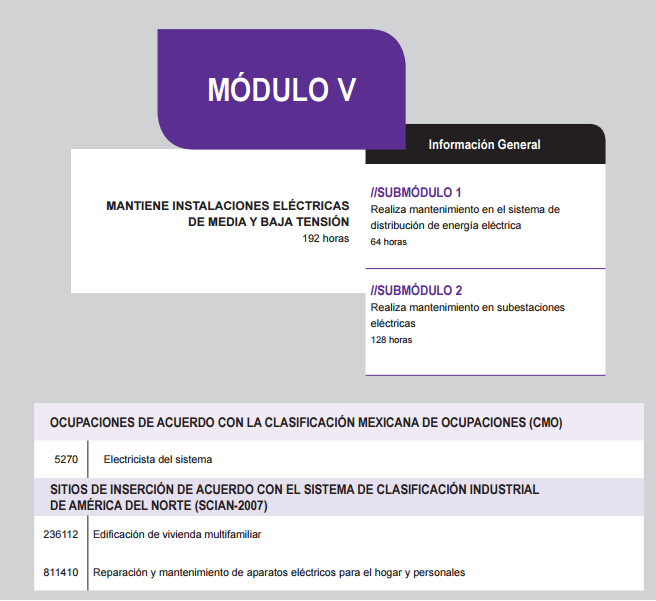 MÓDULO V
Información General
MANTIENE INSTALACIONES ELÉCTRICAS
DE MEDIA Y BAJA TENSIÓN
192 horas
//SUBMÓDULO 1
Realiza mantenimiento en el sistema de
distribución de energía eléctrica
64 horas
//SUBMÓDULO 2
Realiza mantenimiento en subestaciones
eléctricas
128 horas
OCUPACIONES DE ACUERDO CON LA CLASIFICACIÓN MEXICANA DE OCUPACIONES (CMO)
5270 Electricista del sistema
SITIOS DE INSERCIÓN DE ACUERDO CON EL SISTEMA DE CLASIFICACIÓN INDUSTRIAL
DE AMÉRICA DEL NORTE (SCIAN-2007)
236112 Edificación de vivienda multifamiliar
811410 Reparación y mantenimiento de aparatos eléctricos para el hogar y personales